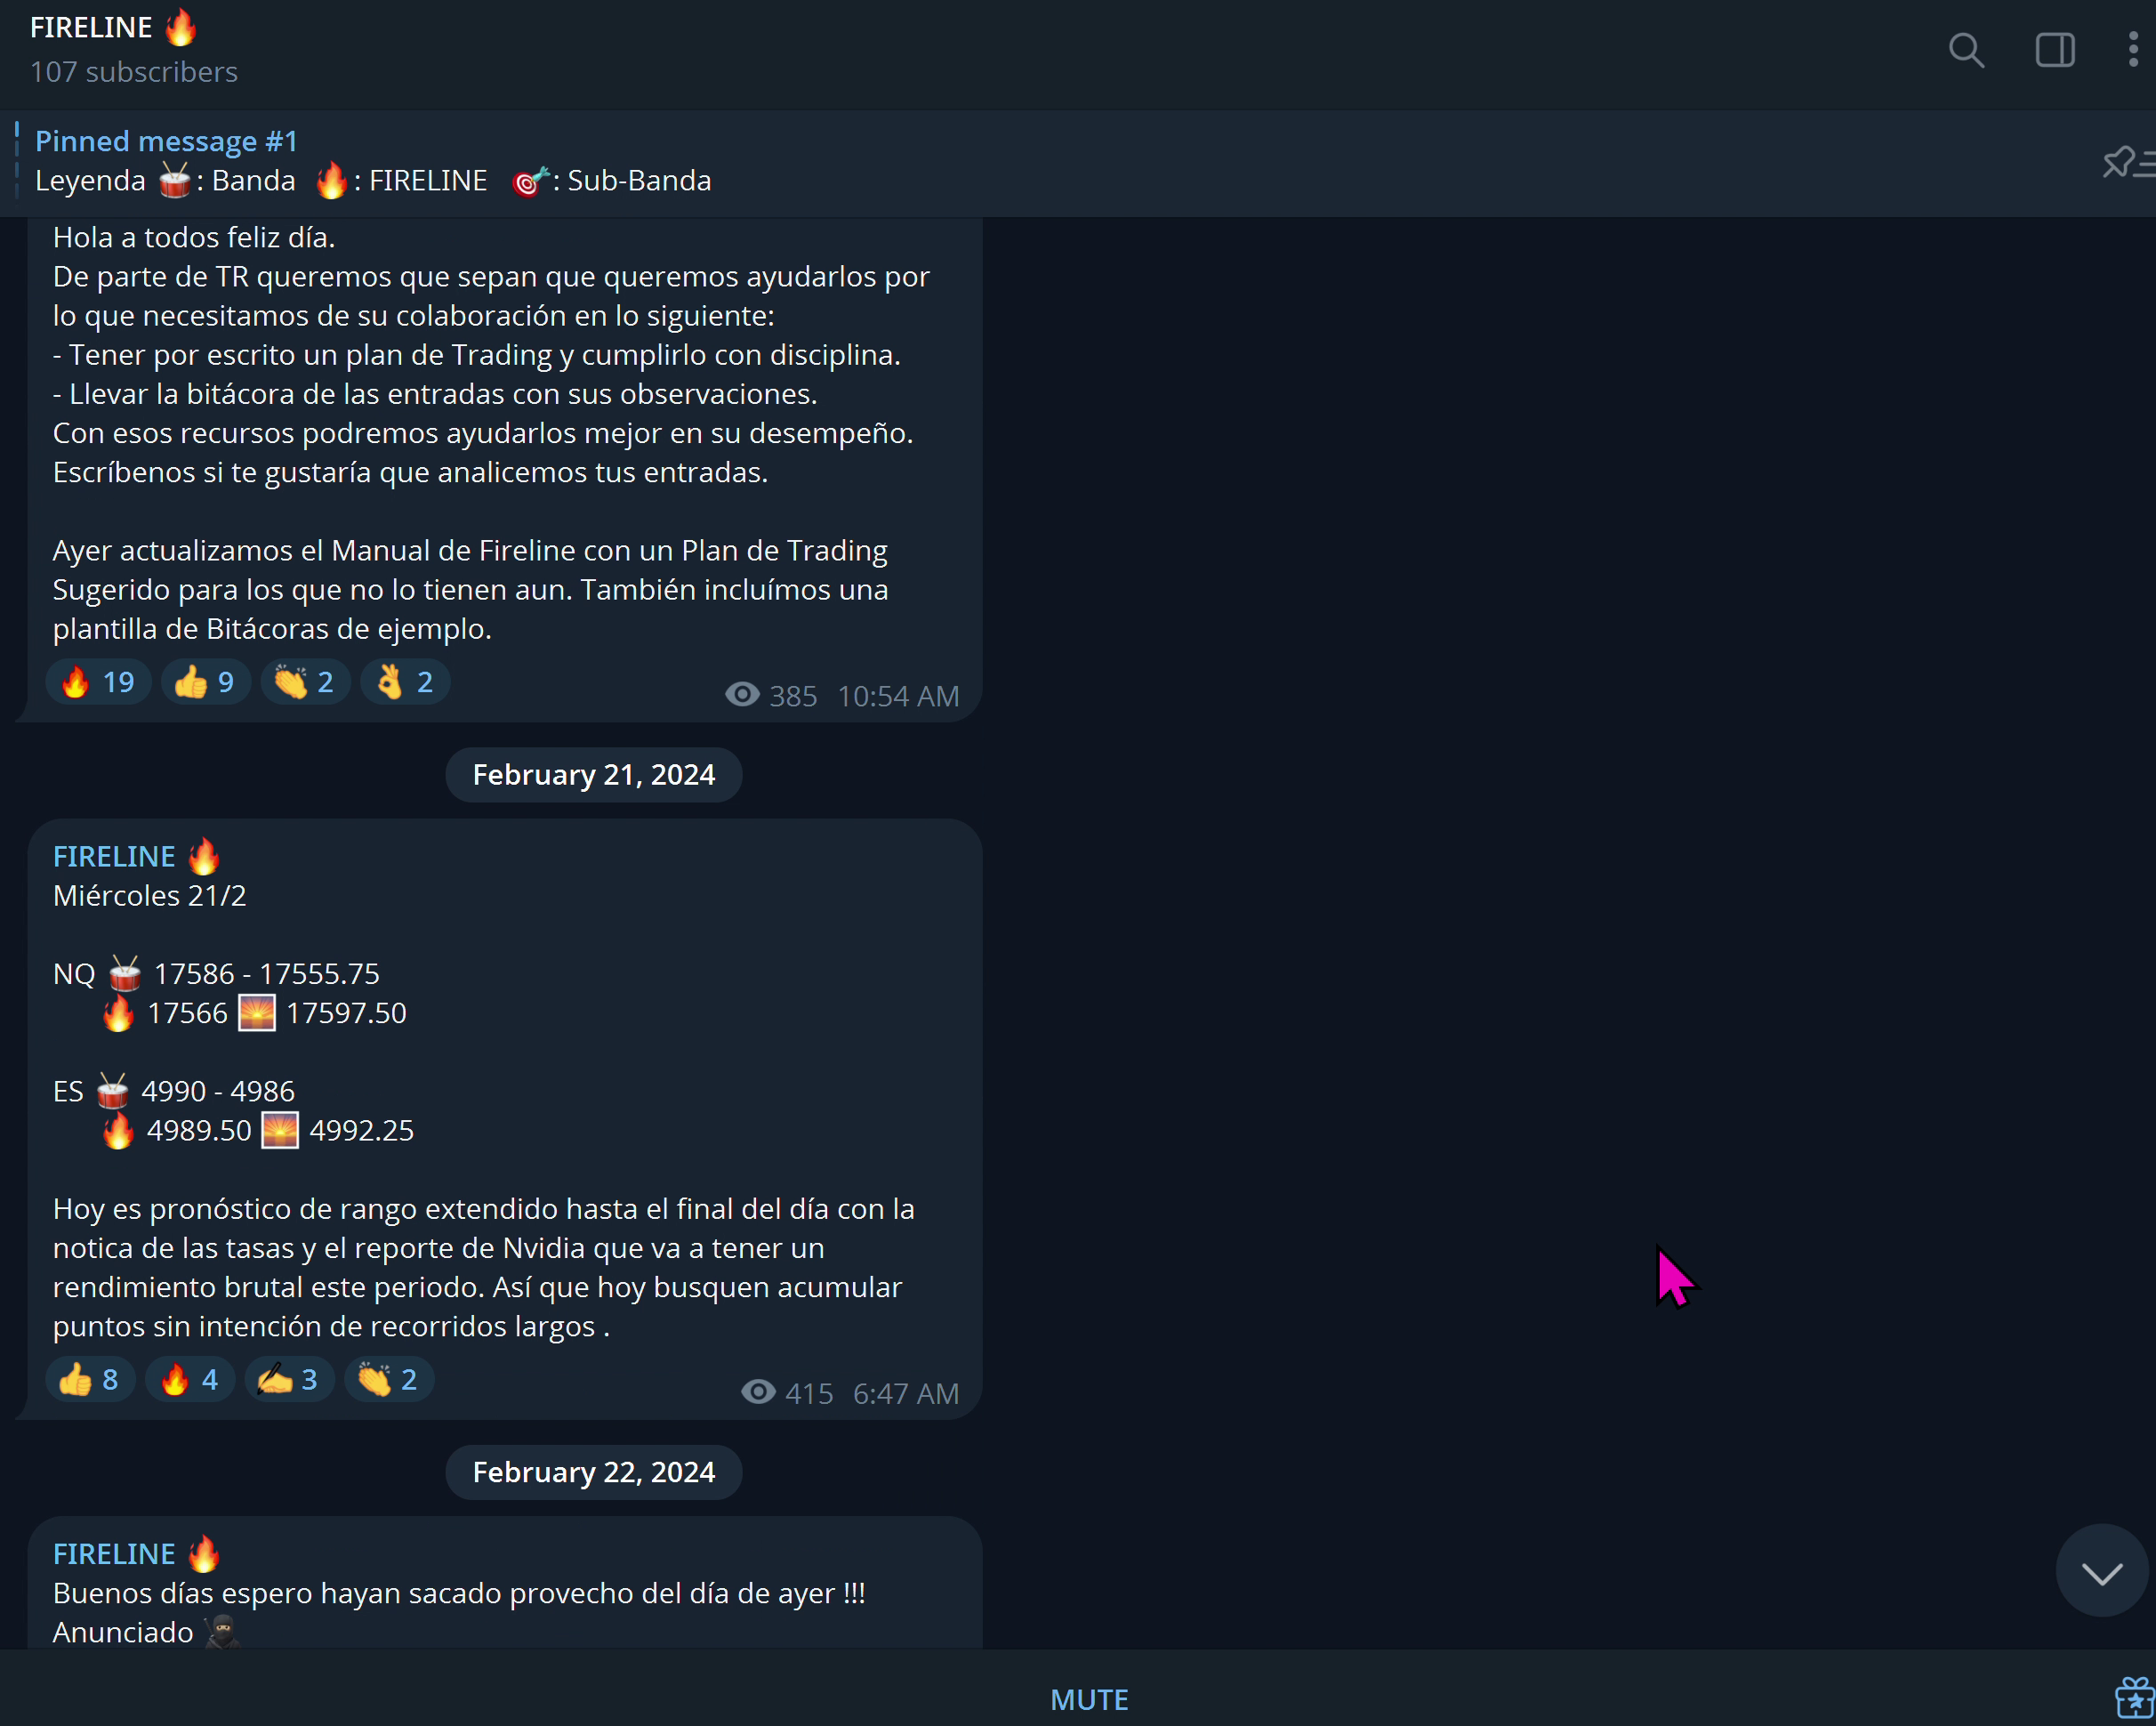 FIRELINE 🔥
107 subscribers
Pinned message #1
Leyenda 🥁: Banda 🔥: FIRELINE 🎯: Sub-Banda
Hola a todos feliz día.
De parte de TR queremos que sepan que queremos ayudarlos por
lo que necesitamos de su colaboración en lo siguiente:
- Tener por escrito un plan de Trading y cumplirlo con disciplina.
- Llevar la bitácora de las entradas con sus observaciones.
Con esos recursos podremos ayudarlos mejor en su desempeño.
Escríbenos si te gustaría que analicemos tus entradas.
Ayer actualizamos el Manual de Fireline con un Plan de Trading
Sugerido para los que no lo tienen aun. También incluímos una
plantilla de Bitácoras de ejemplo.
🔥 19 👍 9 👏 2 👌 2
385 10:54 AM
February 21, 2024
FIRELINE 🔥
Miércoles 21/2
NQ 🥁 17586 - 17555.75
🔥 17566 🌅 17597.50
ES 🥁 4990 - 4986
🔥 4989.50 🌅 4992.25
Hoy es pronóstico de rango extendido hasta el final del día con la
notica de las tasas y el reporte de Nvidia que va a tener un
rendimiento brutal este periodo. Así que hoy busquen acumular
puntos sin intención de recorridos largos .
👍 8 🔥 4 ✍️ 3 👏 2
415 6:47 AM
February 22, 2024
FIRELINE 🔥
Buenos días espero hayan sacado provecho del día de ayer !!!
Anunciado 🥷
MUTE